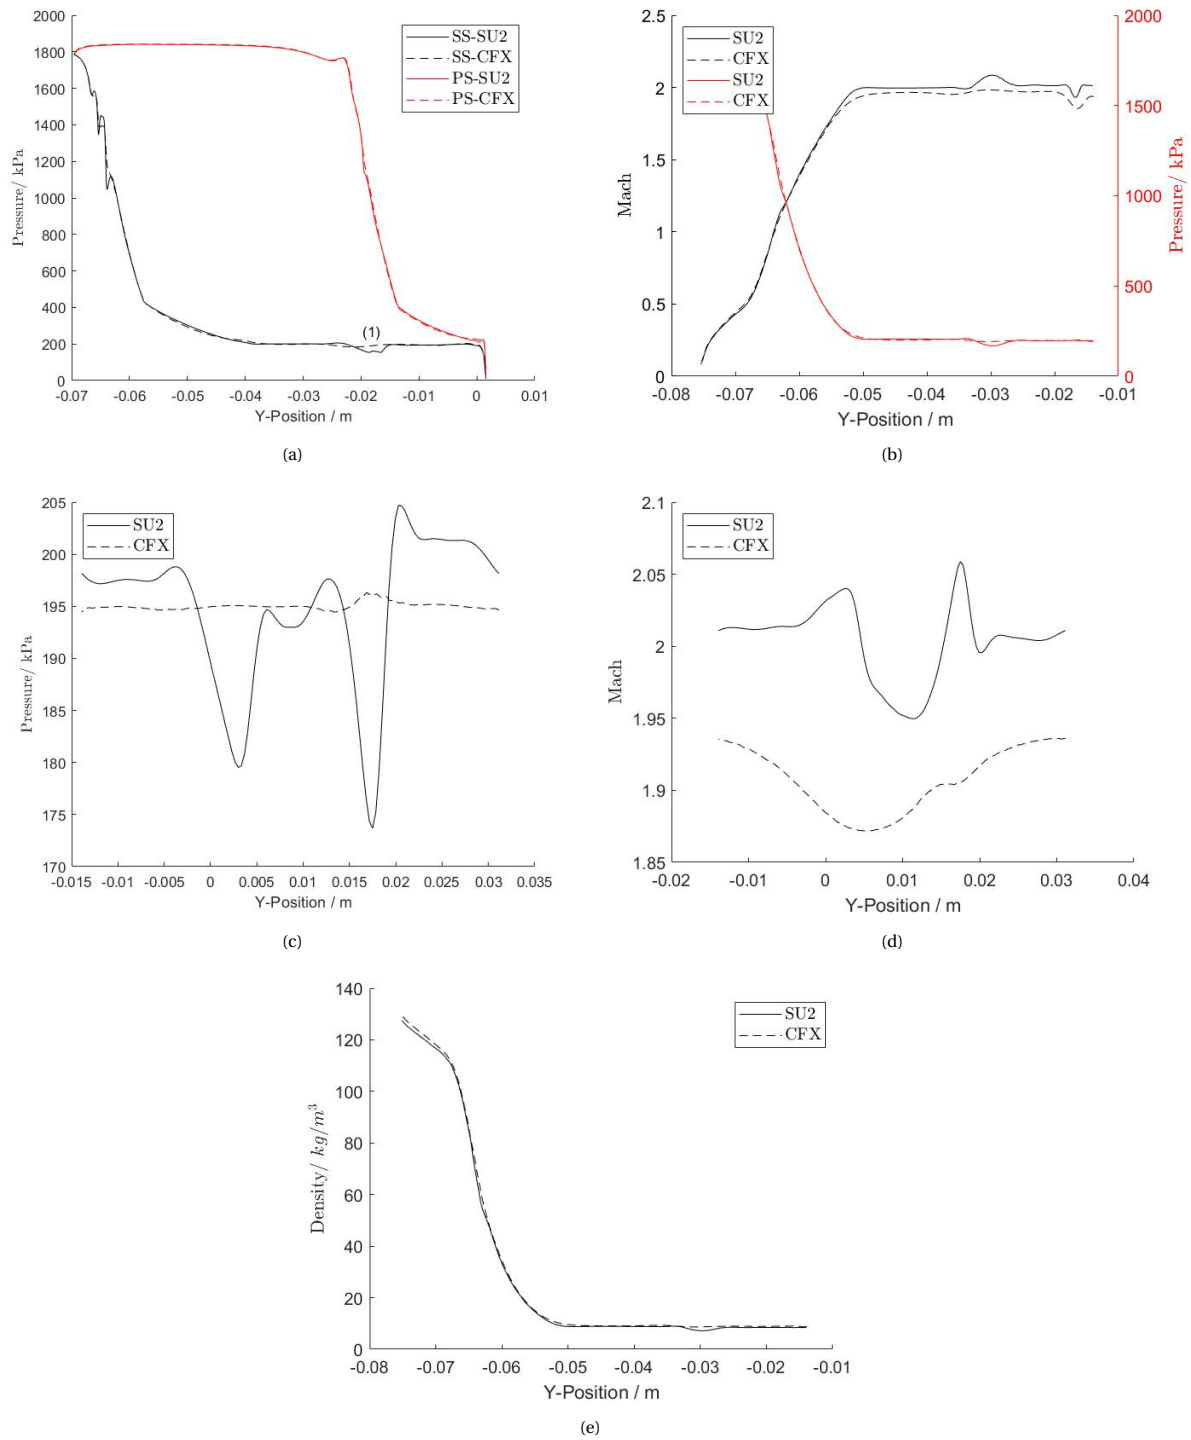 2000
1800
1600
1400
1200
1000
800
600
400
200
0
Pressure/ kPa
SS-SU2
SS-CFX
PS-SU2
PS-CFX
(1)
-0.07 -0.06 -0.05 -0.04 -0.03 -0.02 -0.01 0 0.01
Y-Position / m
(a)
2.5
2
1.5
1
0.5
0
Mach
SU2
CFX
SU2
CFX
2000
1500
1000
500
0
Pressure/ kPa
-0.08 -0.07 -0.06 -0.05 -0.04 -0.03 -0.02 -0.01
Y-Position / m
(b)
205
200
195
190
185
180
175
170
Pressure/ kPa
SU2
CFX
-0.015 -0.01 -0.005 0 0.005 0.01 0.015 0.02 0.025 0.03 0.035
Y-Position / m
(c)
2.1
2.05
2
1.95
1.9
1.85
Mach
SU2
CFX
-0.02 -0.01 0 0.01 0.02 0.03 0.04
Y-Position / m
(d)
140
120
100
80
60
40
20
0
Density/ kg/m³
SU2
CFX
-0.08 -0.07 -0.06 -0.05 -0.04 -0.03 -0.02 -0.01
Y-Position / m
(e)